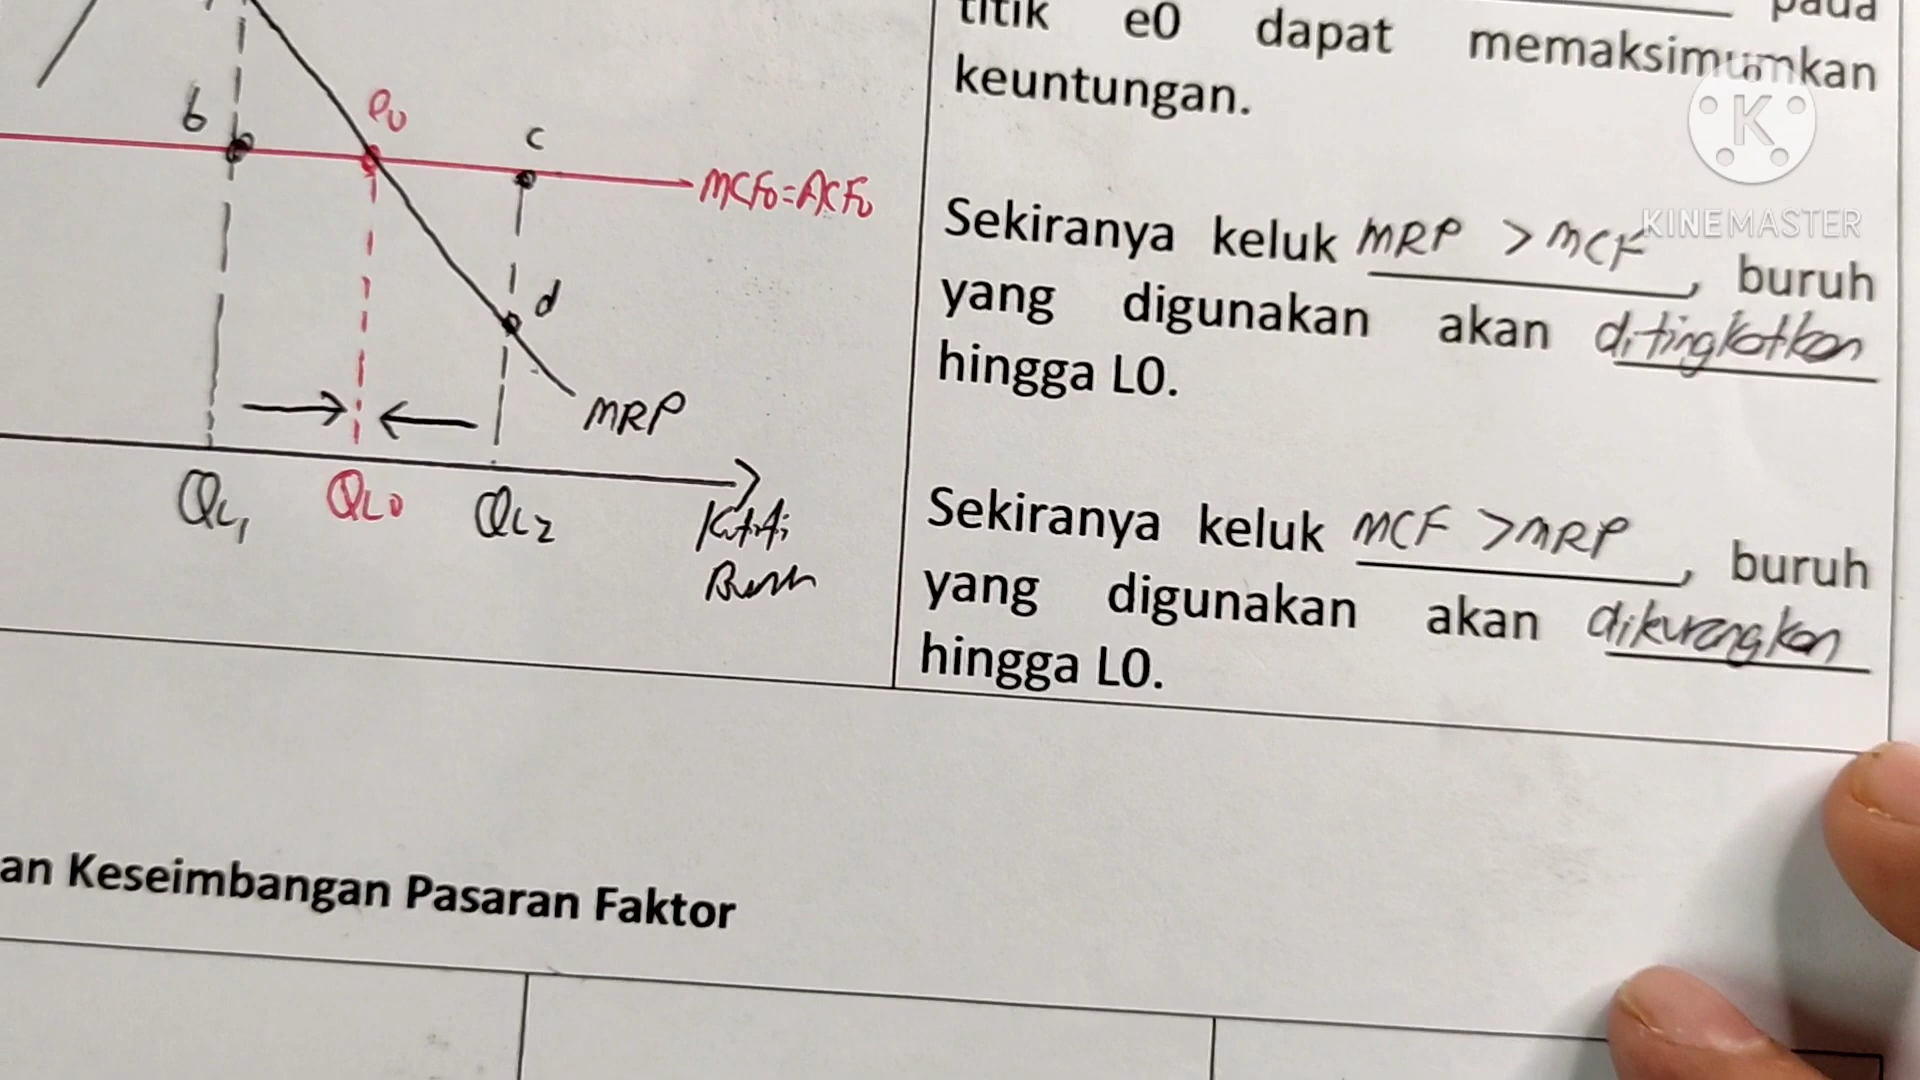 b
e0
c
MCF0=ACF0
d
MRP
QL1
QL0
QL2
Buruh
titik e0 dapat memaksimumkan
keuntungan.
Sekiranya keluk MRP > MCF, buruh
yang digunakan akan ditingkatkan
hingga L0.
Sekiranya keluk MCF > MRP, buruh
yang digunakan akan dikurangkan
hingga L0.
an Keseimbangan Pasaran Faktor
K
KINEMASTER